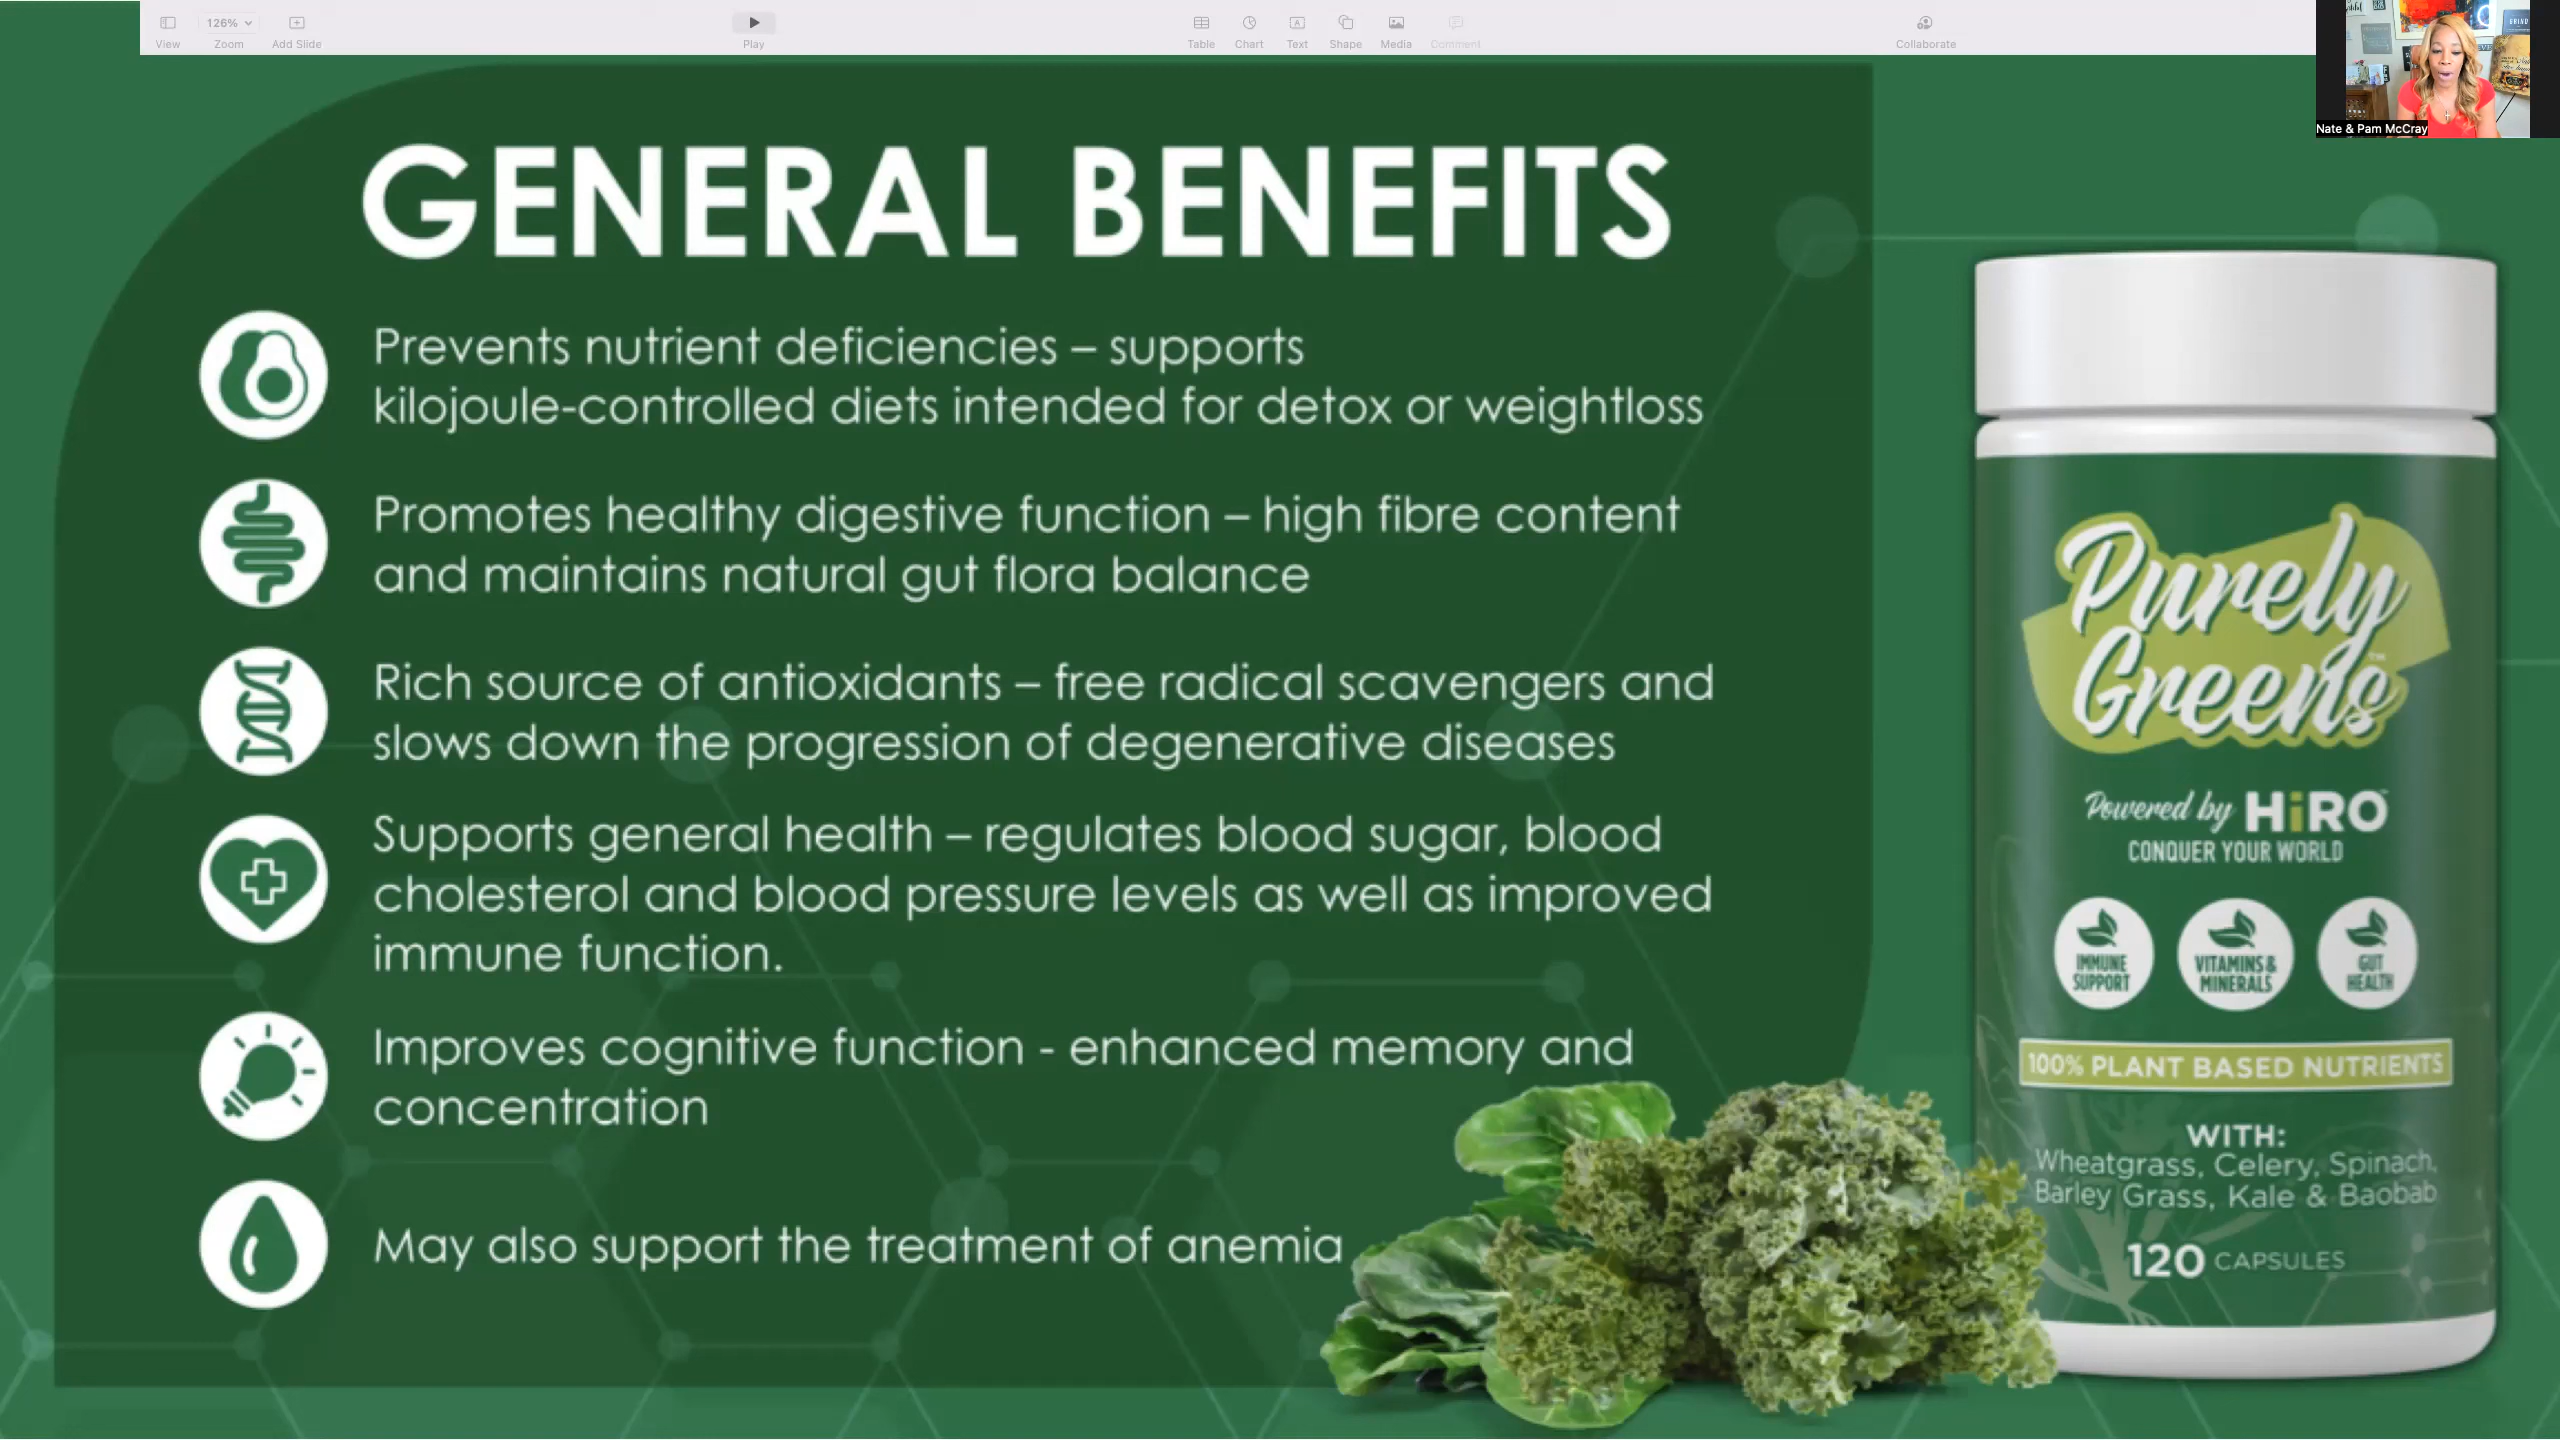 View
126%
Zoom
Add Slide
Play
Table
Chart
Text
Shape
Media
Comment
Collaborate
Nate & Pam McCray
GENERAL BENEFITS
Prevents nutrient deficiencies – supports
kilojoule-controlled diets intended for detox or weightloss
Promotes healthy digestive function – high fibre content
and maintains natural gut flora balance
Rich source of antioxidants – free radical scavengers and
slows down the progression of degenerative diseases
Supports general health – regulates blood sugar, blood
cholesterol and blood pressure levels as well as improved
immune function.
Improves cognitive function - enhanced memory and
concentration
May also support the treatment of anemia
Purely
Greens™
Powered by HiRO™
CONQUER YOUR WORLD
IMMUNE
SUPPORT
VITAMINS &
MINERALS
GUT
HEALTH
100% PLANT BASED NUTRIENTS
WITH:
Wheatgrass, Celery, Spinach,
Barley Grass, Kale & Baobab
120 CAPSULES